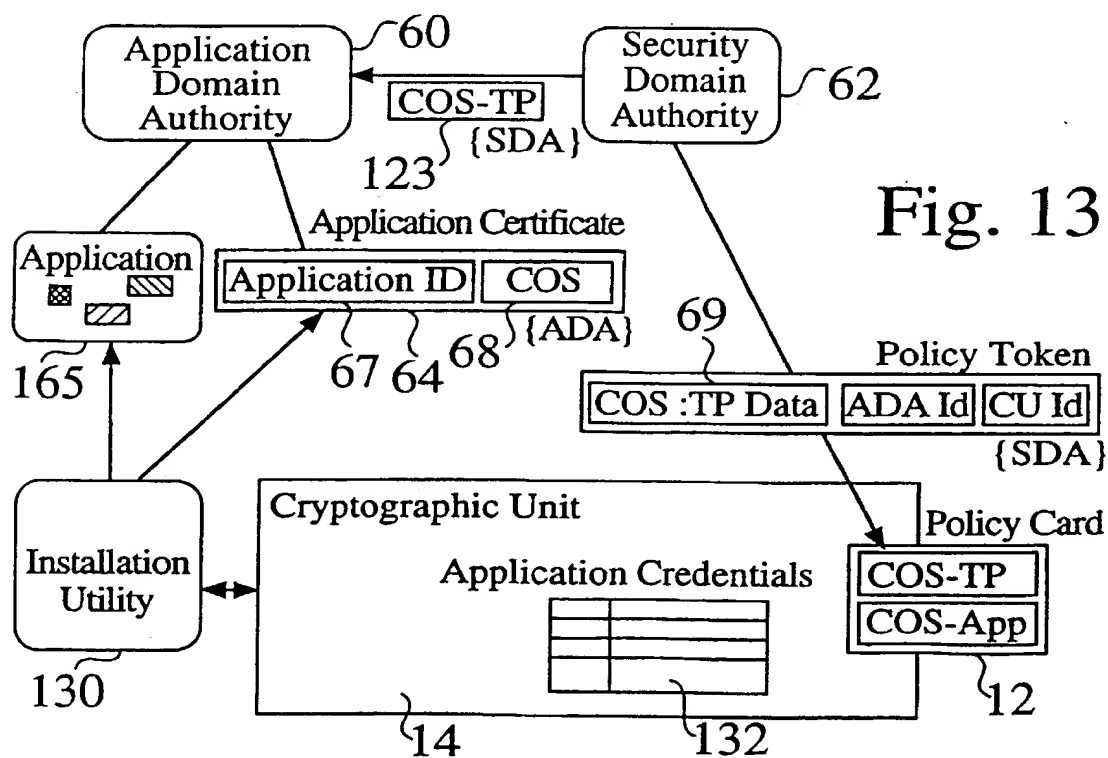 Application
Domain
Authority
60
Security
Domain
Authority
62
COS-TP
{SDA}
123
Fig. 13
Application Certificate
Application
Application ID
COS
{ADA}
165
67
64
68
69
Policy Token
COS :TP Data
ADA Id
CU Id
{SDA}
Installation
Utility
130
Cryptographic Unit
Application Credentials
14
132
Policy Card
COS-TP
COS-App
12